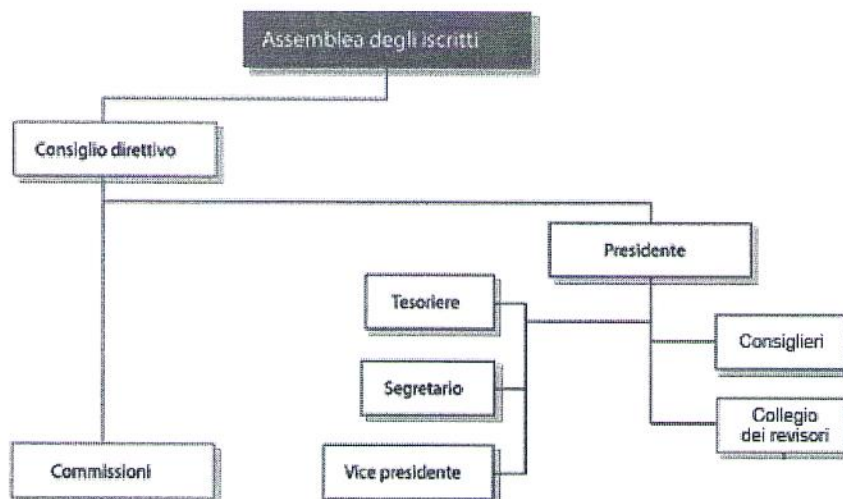 Assemblea degli iscritti
Consiglio direttivo
Presidente
Tesoriere
Consiglieri
Segretario
Collegio
dei revisori
Commissioni
Vice presidente